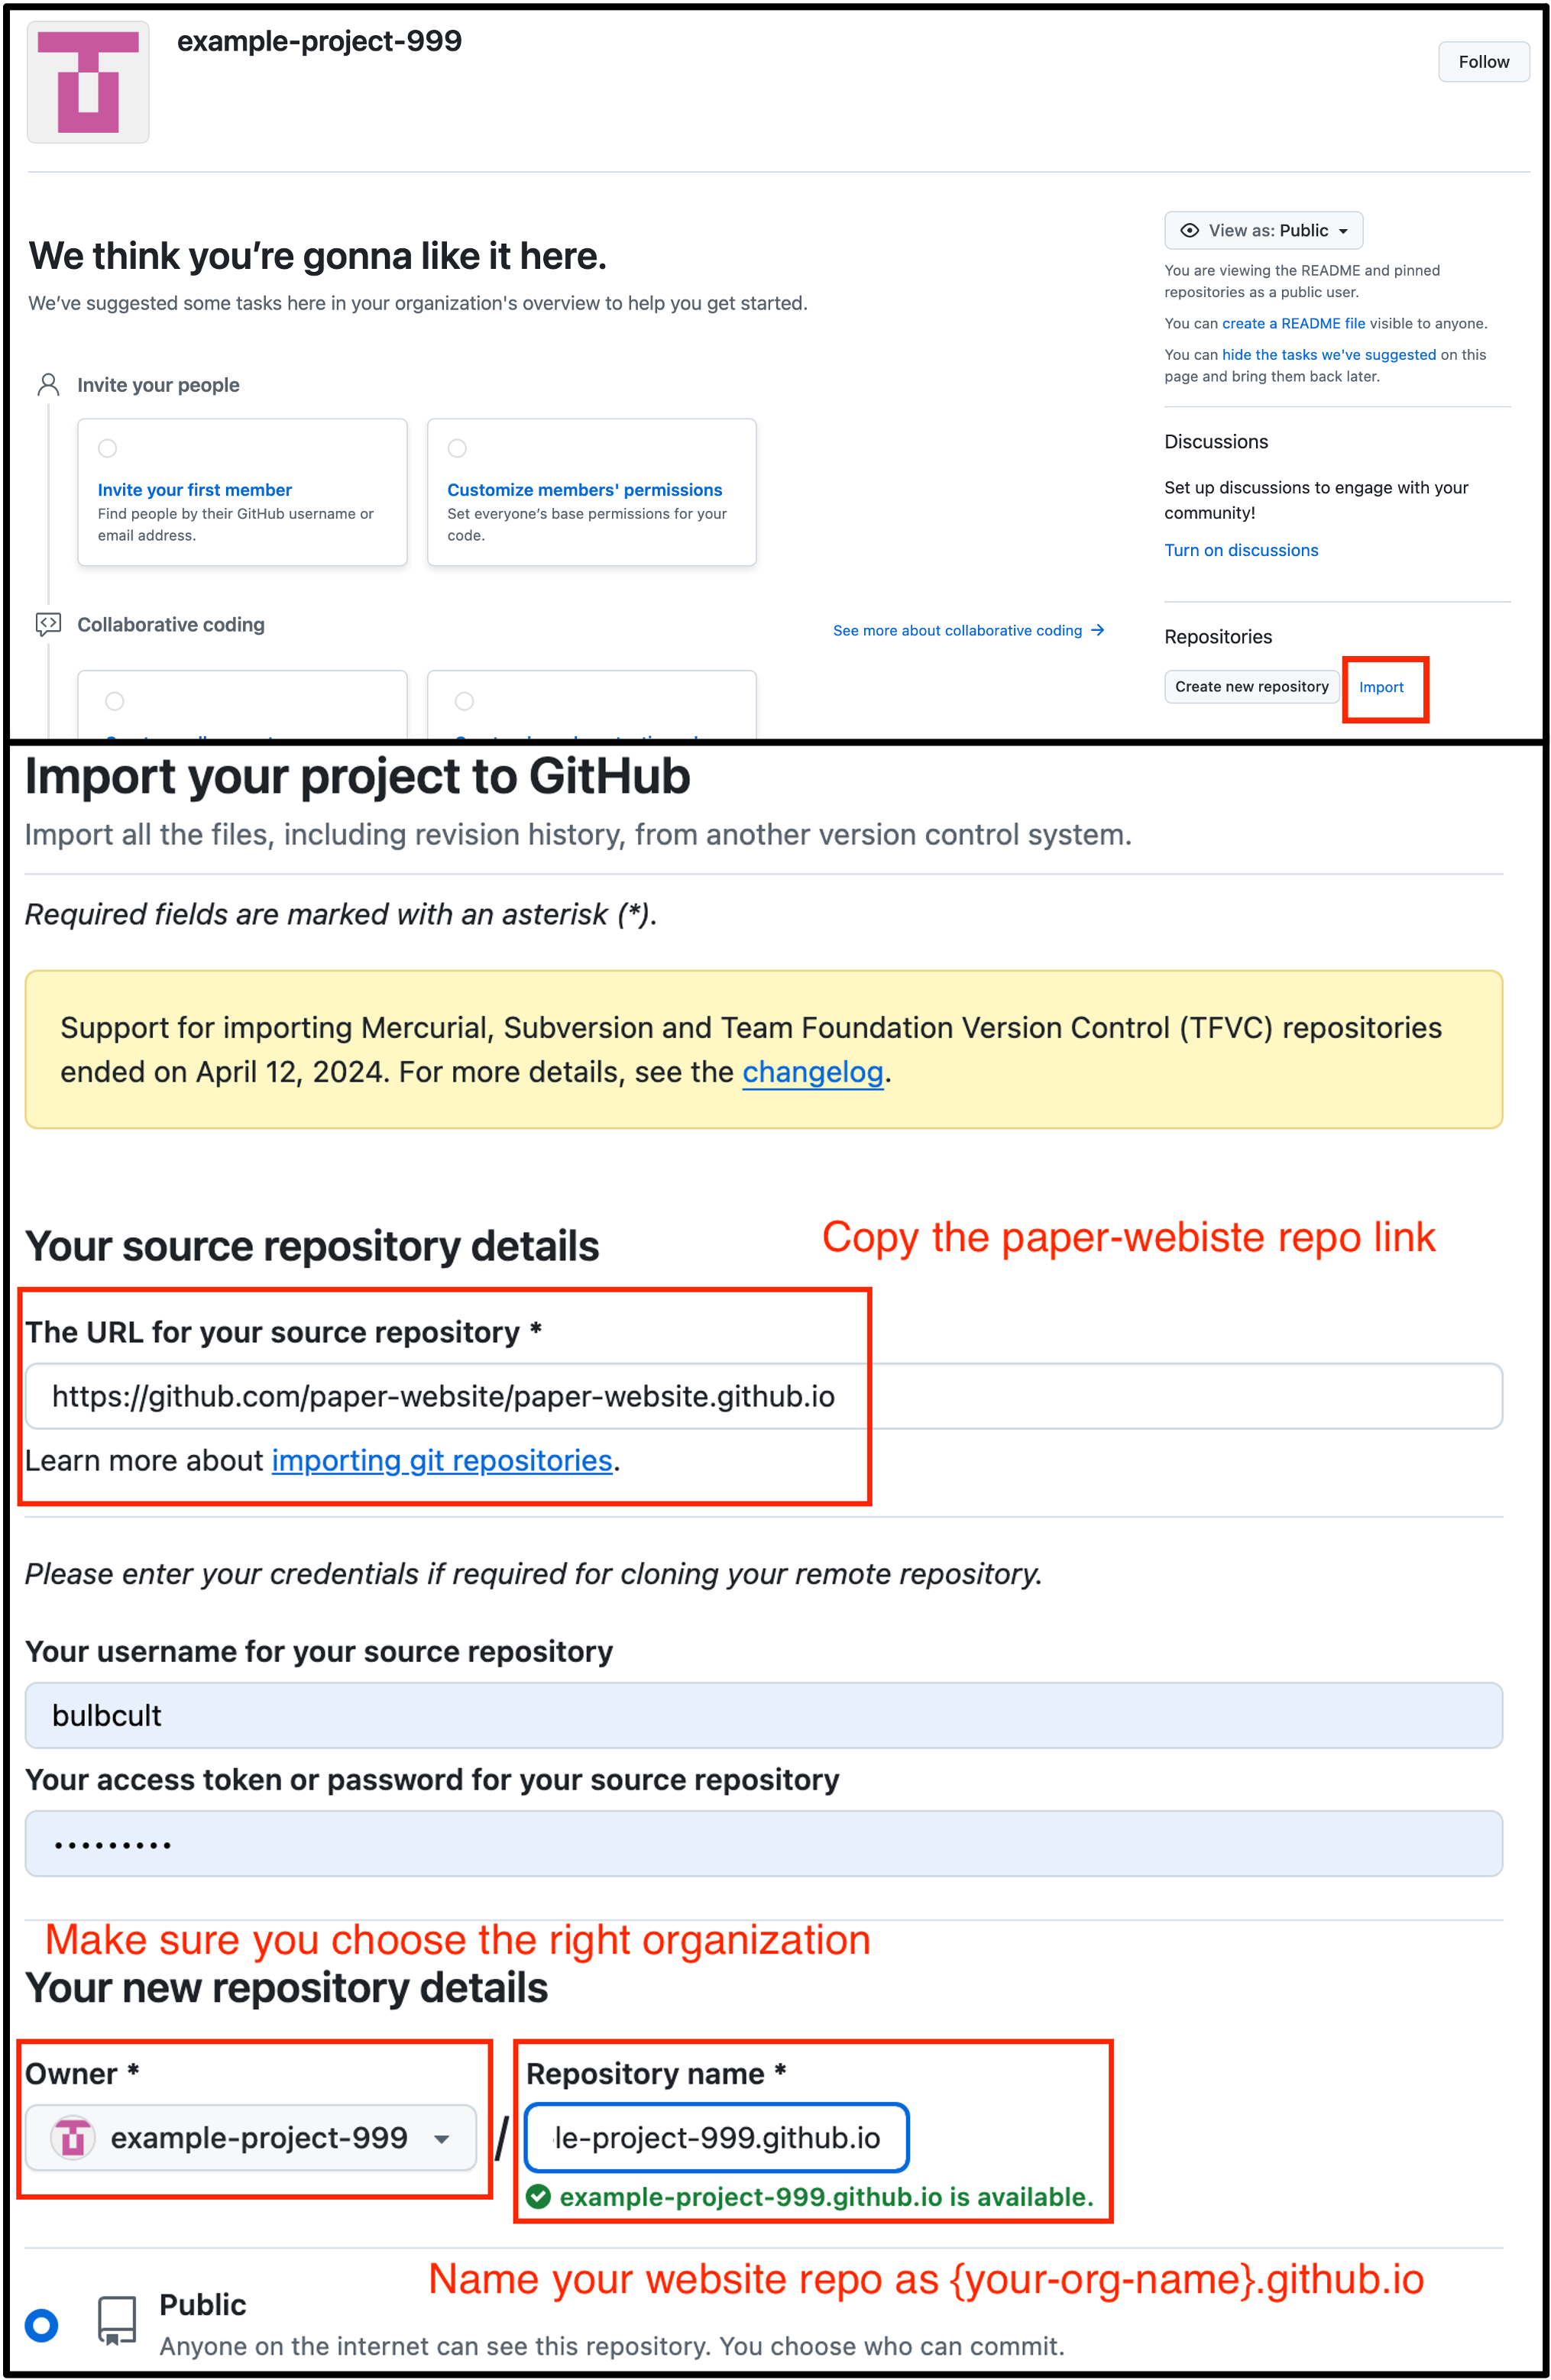 example-project-999
Follow
We think you’re gonna like it here.
We’ve suggested some tasks here in your organization's overview to help you get started.
View as: Public
You are viewing the README and pinned
repositories as a public user.
You can create a README file visible to anyone.
You can hide the tasks we've suggested on this
page and bring them back later.
Invite your people
Invite your first member
Find people by their GitHub username or
email address.
Customize members' permissions
Set everyone’s base permissions for your
code.
Discussions
Set up discussions to engage with your
community!
Turn on discussions
Collaborative coding
See more about collaborative coding →
Repositories
Create new repository
Import
Import your project to GitHub
Import all the files, including revision history, from another version control system.
Required fields are marked with an asterisk (*).
Support for importing Mercurial, Subversion and Team Foundation Version Control (TFVC) repositories
ended on April 12, 2024. For more details, see the changelog.
Copy the paper-webiste repo link
Your source repository details
The URL for your source repository *
https://github.com/paper-website/paper-website.github.io
Learn more about importing git repositories.
Please enter your credentials if required for cloning your remote repository.
Your username for your source repository
bulbcult
Your access token or password for your source repository
•••••••••
Make sure you choose the right organization
Your new repository details
Owner *
example-project-999
/
Repository name *
le-project-999.github.io
example-project-999.github.io is available.
Name your website repo as {your-org-name}.github.io
Public
Anyone on the internet can see this repository. You choose who can commit.